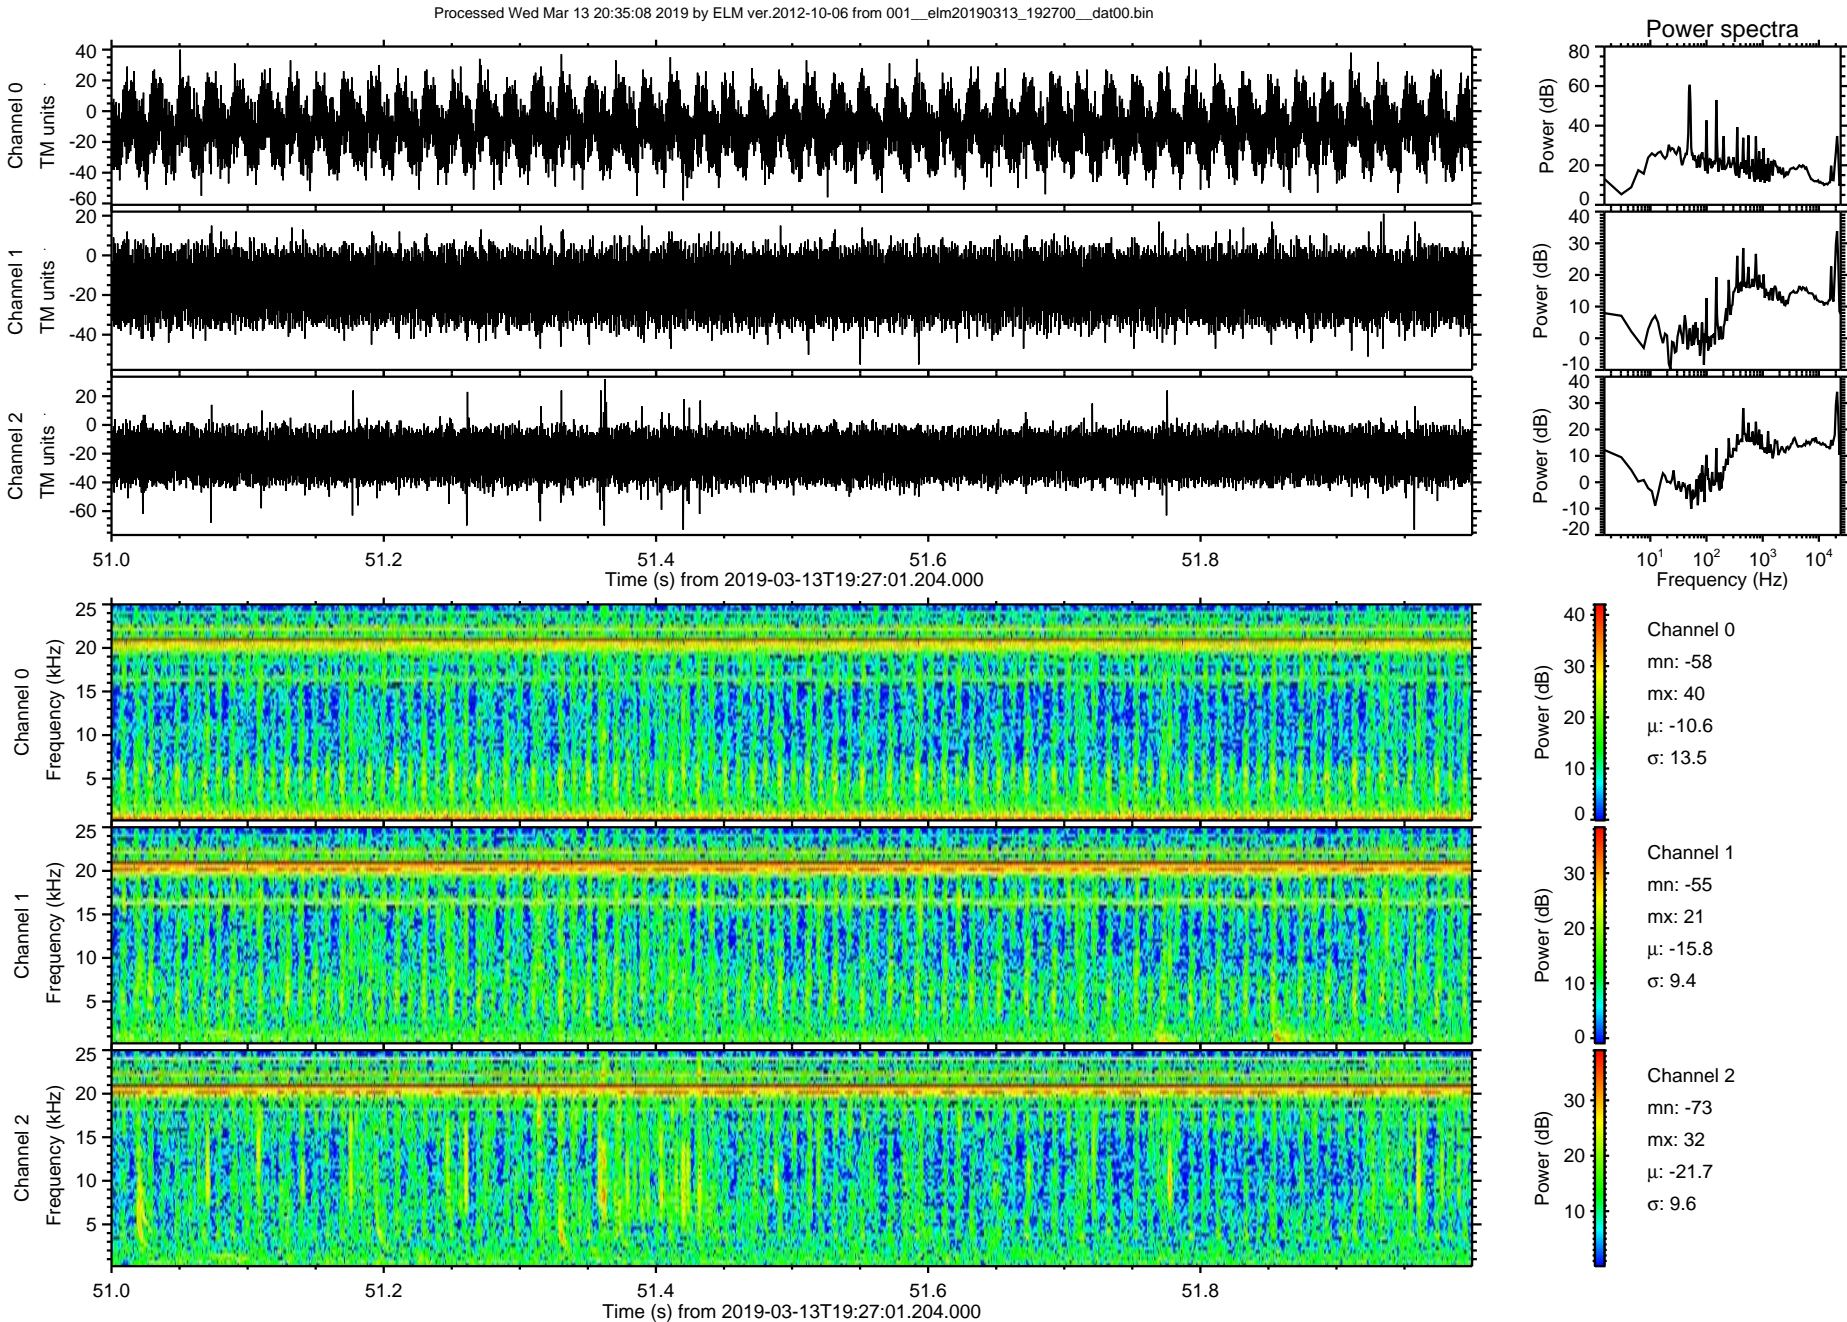 Processed Wed Mar 13 20:35:08 2019 by ELM ver.2012-10-06 from 001__elm20190313_192700__dat00.bin
Power spectra
Channel 0
TM units
40
20
0
-20
-40
-60
Power (dB)
80
60
40
20
0
Channel 1
TM units
20
0
-20
-40
Power (dB)
40
30
20
10
0
-10
Channel 2
TM units
20
0
-20
-40
-60
Power (dB)
40
30
20
10
0
-10
-20
51.0 51.2 51.4 51.6 51.8
Time (s) from 2019-03-13T19:27:01.204.000
10^1 10^2 10^3 10^4
Frequency (Hz)
Channel 0
Frequency (kHz)
25
20
15
10
5
Power (dB)
40
30
20
10
0
Channel 0
mn: -58
mx: 40
μ: -10.6
σ: 13.5
Channel 1
Frequency (kHz)
25
20
15
10
5
Power (dB)
30
20
10
0
Channel 1
mn: -55
mx: 21
μ: -15.8
σ: 9.4
Channel 2
Frequency (kHz)
25
20
15
10
5
Power (dB)
30
20
10
Channel 2
mn: -73
mx: 32
μ: -21.7
σ: 9.6
51.0 51.2 51.4 51.6 51.8
Time (s) from 2019-03-13T19:27:01.204.000